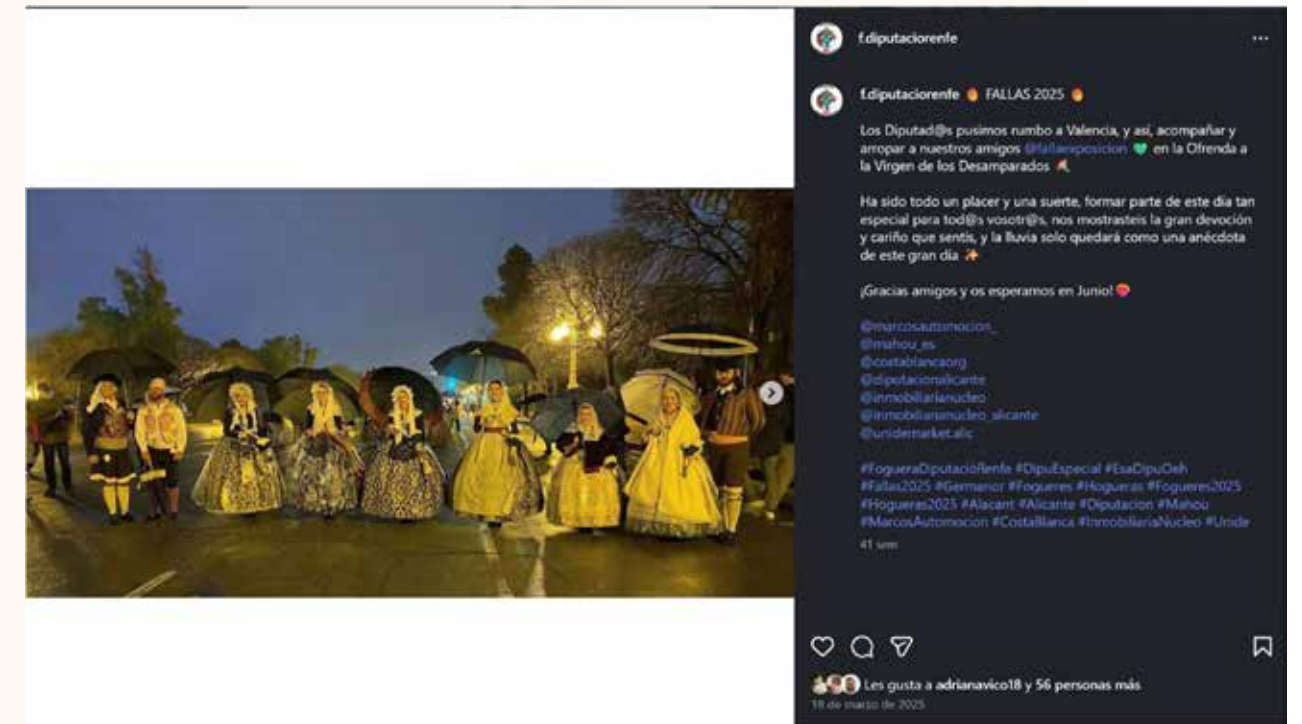 f.diputaciorenfe
f.diputaciorenfe 🔥 FALLAS 2025 🔥
Los Diputad@s pusimos rumbo a Valencia, y así, acompañar y
arropar a nuestros amigos @fallaexposicion 💚 en la Ofrenda a
la Virgen de los Desamparados
Ha sido todo un placer y una suerte, formar parte de este día tan
especial para tod@s vosotr@s, nos mostrasteis la gran devoción
y cariño que sentís, y la lluvia solo quedará como una anécdota
de este gran día
¡Gracias amigos y os esperamos en Junio!
@marcosautomocion_
@mahou_es
@costablancaorg
@diputacionalicante
@inmobiliarianucleo
@inmobiliarianucleo_alicante
@unidemarket.alic
#FogueraDiputacióRenfe #DipuEspecial #EsaDipuOeh
#Fallas2025 #Germanor #Fogueres #Hogueras #Fogueres2025
#Hogueres2025 #Alacant #Alicante #Diputacion #Mahou
#MarcosAutomocion #CostaBlanca #InmobiliariaNucleo #Unide
41 sem
Les gusta a adrianavico18 y 56 personas más
18 de marzo de 2025